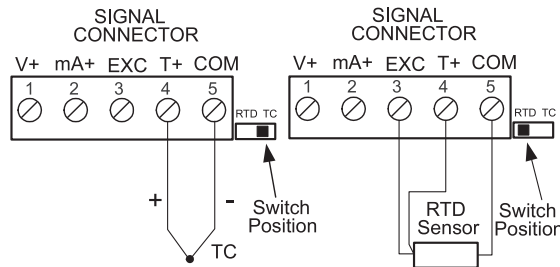 SIGNAL
CONNECTOR
V+ mA+ EXC T+ COM
1 2 3 4 5
RTD TC
+ -
Switch
Position
TC
SIGNAL
CONNECTOR
V+ mA+ EXC T+ COM
1 2 3 4 5
RTD TC
RTD
Sensor
Switch
Position